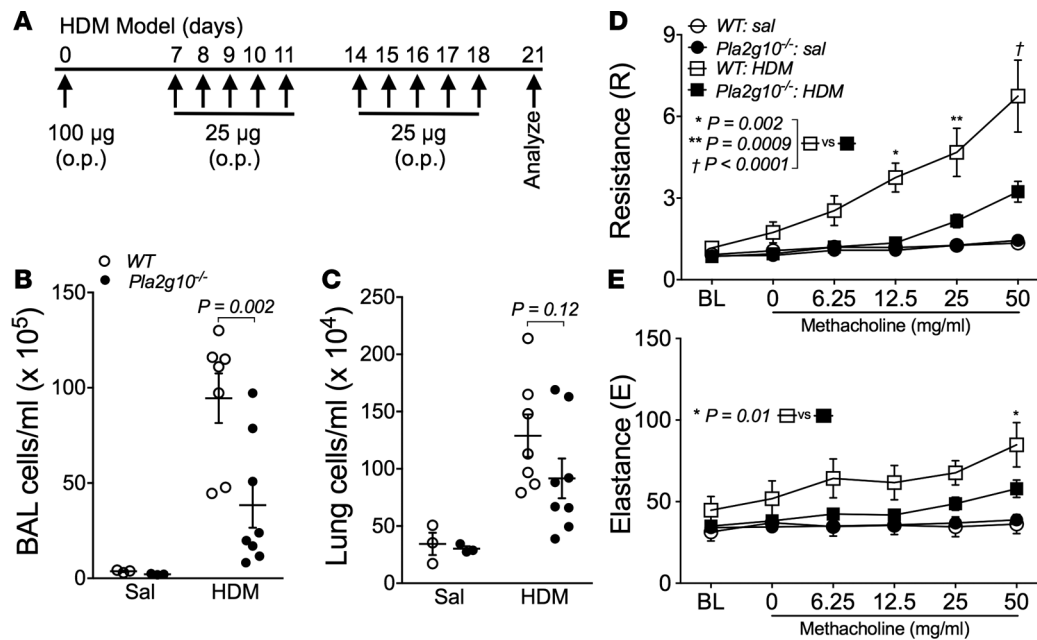 A
HDM Model (days)
0 7 8 9 10 11 14 15 16 17 18 21
100 µg
(o.p.)
25 µg
(o.p.)
25 µg
(o.p.)
Analyze
B
WT
Pla2g10-/-
BAL cells/ml (x 10⁵)
150
100
50
0
P = 0.002
Sal HDM
C
Lung cells/ml (x 10⁴)
250
200
150
100
50
0
P = 0.12
Sal HDM
D
WT: sal
Pla2g10-/-: sal
WT: HDM
Pla2g10-/-: HDM
* P = 0.002
** P = 0.0009
† P < 0.0001
vs
Resistance (R)
9
6
3
0
*
**
†
BL 0 6.25 12.5 25 50
Methacholine (mg/ml)
E
Elastance (E)
150
100
50
0
* P = 0.01 vs
*
BL 0 6.25 12.5 25 50
Methacholine (mg/ml)